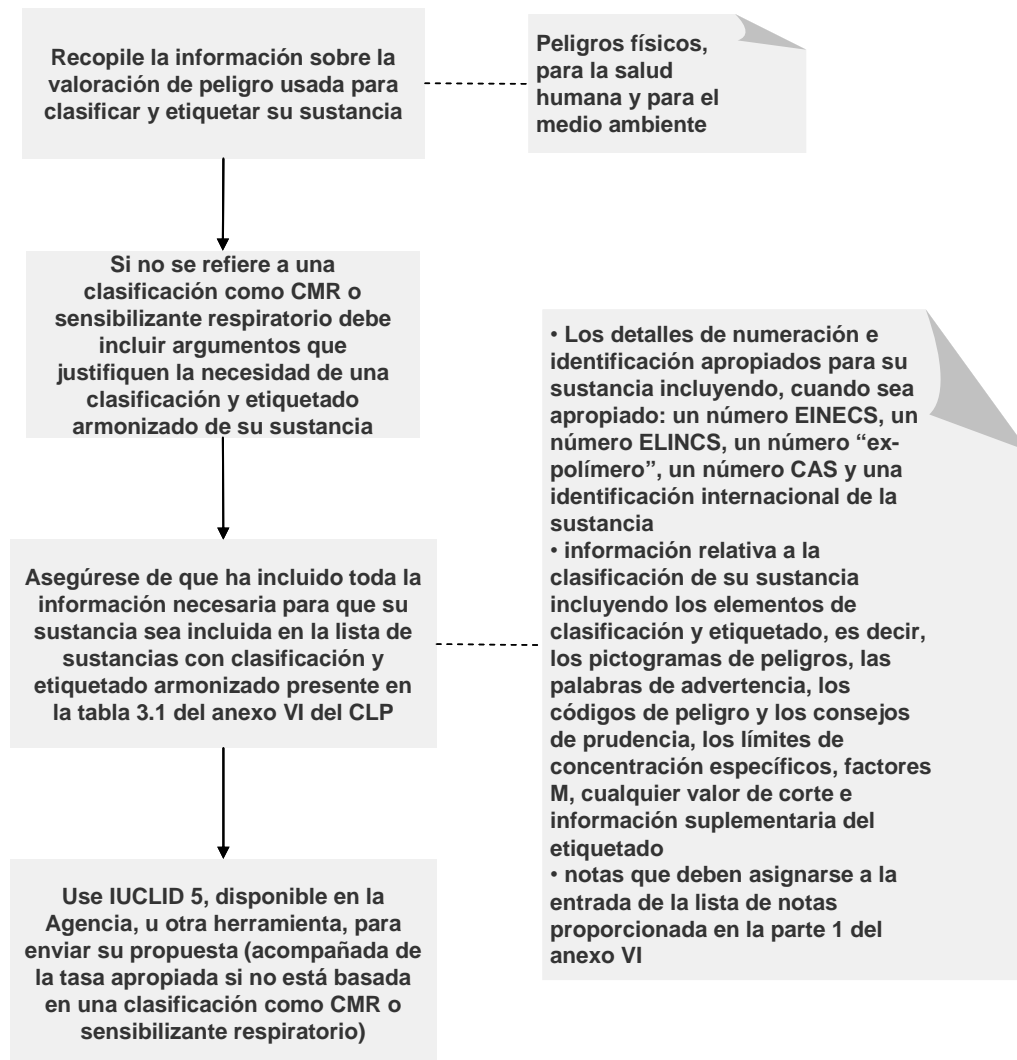 Recopile la información sobre la
valoración de peligro usada para
clasificar y etiquetar su sustancia
Peligros físicos,
para la salud
humana y para el
medio ambiente
Si no se refiere a una
clasificación como CMR o
sensibilizante respiratorio debe
incluir argumentos que
justifiquen la necesidad de una
clasificación y etiquetado
armonizado de su sustancia
Asegúrese de que ha incluido toda la
información necesaria para que su
sustancia sea incluida en la lista de
sustancias con clasificación y
etiquetado armonizado presente en
la tabla 3.1 del anexo VI del CLP
• Los detalles de numeración e
identificación apropiados para su
sustancia incluyendo, cuando sea
apropiado: un número EINECS, un
número ELINCS, un número “ex-
polímero”, un número CAS y una
identificación internacional de la
sustancia
• información relativa a la
clasificación de su sustancia
incluyendo los elementos de
clasificación y etiquetado, es decir,
los pictogramas de peligros, las
palabras de advertencia, los
códigos de peligro y los consejos
de prudencia, los límites de
concentración específicos, factores
M, cualquier valor de corte e
información suplementaria del
etiquetado
• notas que deben asignarse a la
entrada de la lista de notas
proporcionada en la parte 1 del
anexo VI
Use IUCLID 5, disponible en la
Agencia, u otra herramienta, para
enviar su propuesta (acompañada de
la tasa apropiada si no está basada
en una clasificación como CMR o
sensibilizante respiratorio)